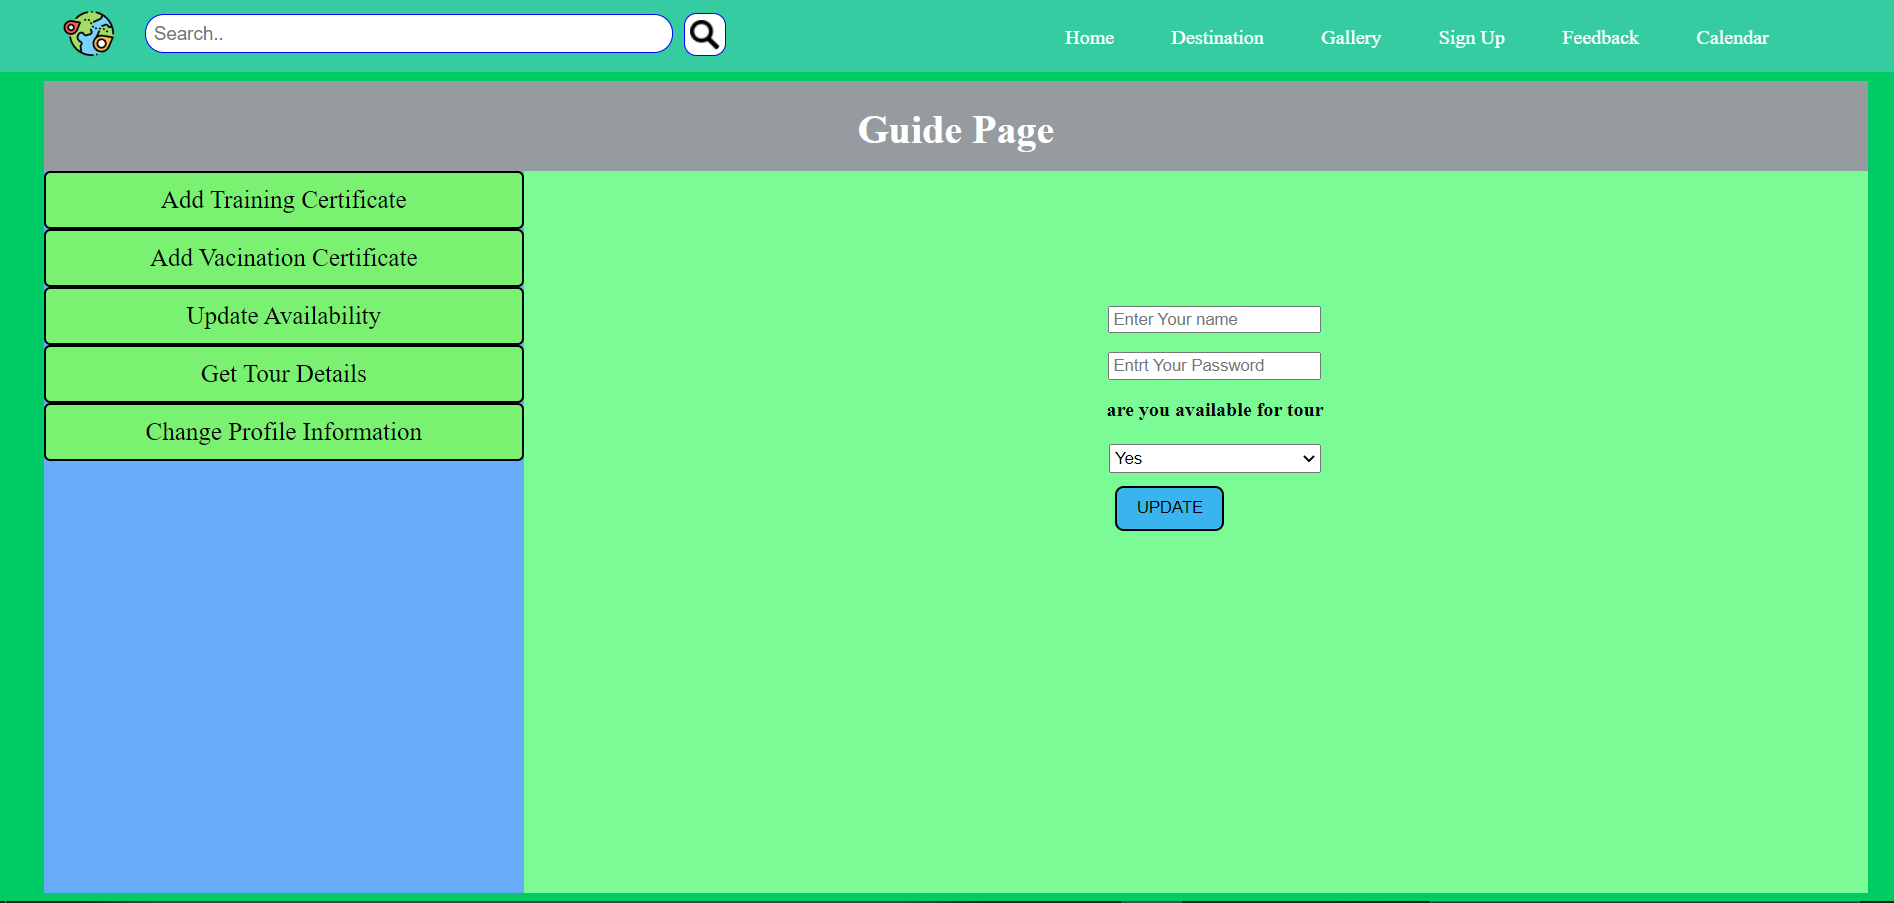 Search..
Home Destination Gallery Sign Up Feedback Calendar
Guide Page
Add Training Certificate
Add Vacination Certificate
Update Availability
Get Tour Details
Change Profile Information
Enter Your name
Entrt Your Password
are you available for tour
Yes
UPDATE